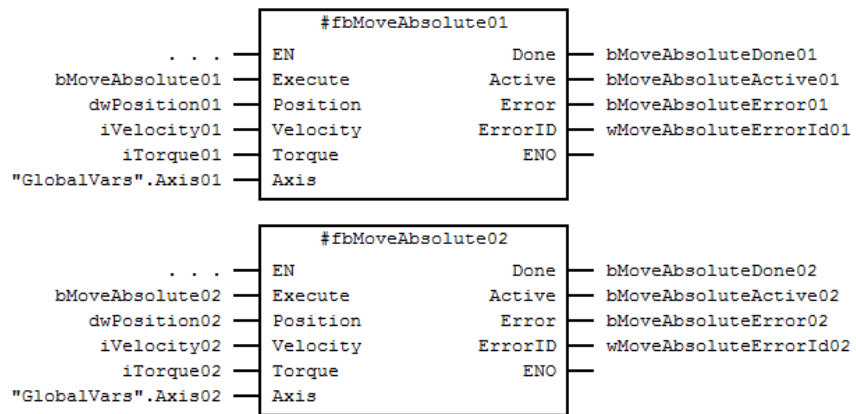 #fbMoveAbsolute01
. . . EN Done bMoveAbsoluteDone01
bMoveAbsolute01 Execute Active bMoveAbsoluteActive01
dwPosition01 Position Error bMoveAbsoluteError01
iVelocity01 Velocity ErrorID wMoveAbsoluteErrorId01
iTorque01 Torque ENO
"GlobalVars".Axis01 Axis
#fbMoveAbsolute02
. . . EN Done bMoveAbsoluteDone02
bMoveAbsolute02 Execute Active bMoveAbsoluteActive02
dwPosition02 Position Error bMoveAbsoluteError02
iVelocity02 Velocity ErrorID wMoveAbsoluteErrorId02
iTorque02 Torque ENO
"GlobalVars".Axis02 Axis